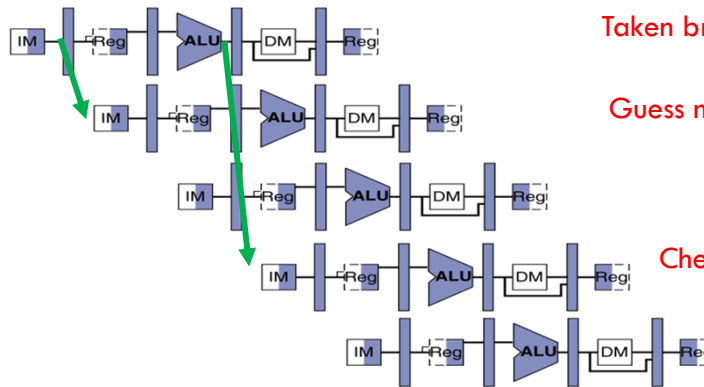 Taken br
IM Reg ALU DM Reg
Guess n
IM Reg ALU DM Reg
IM Reg ALU DM Reg
Che
IM Reg ALU DM Reg
IM Reg ALU DM Reg